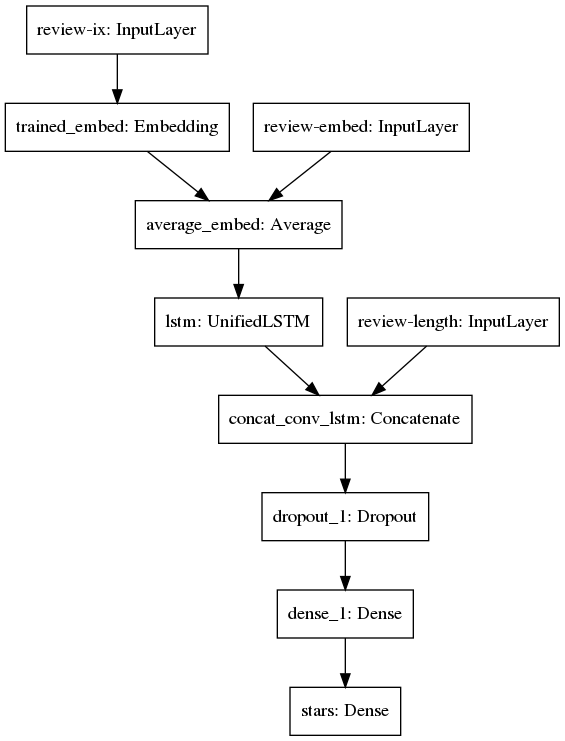 review-ix: InputLayer
trained_embed: Embedding
review-embed: InputLayer
average_embed: Average
lstm: UnifiedLSTM
review-length: InputLayer
concat_conv_lstm: Concatenate
dropout_1: Dropout
dense_1: Dense
stars: Dense